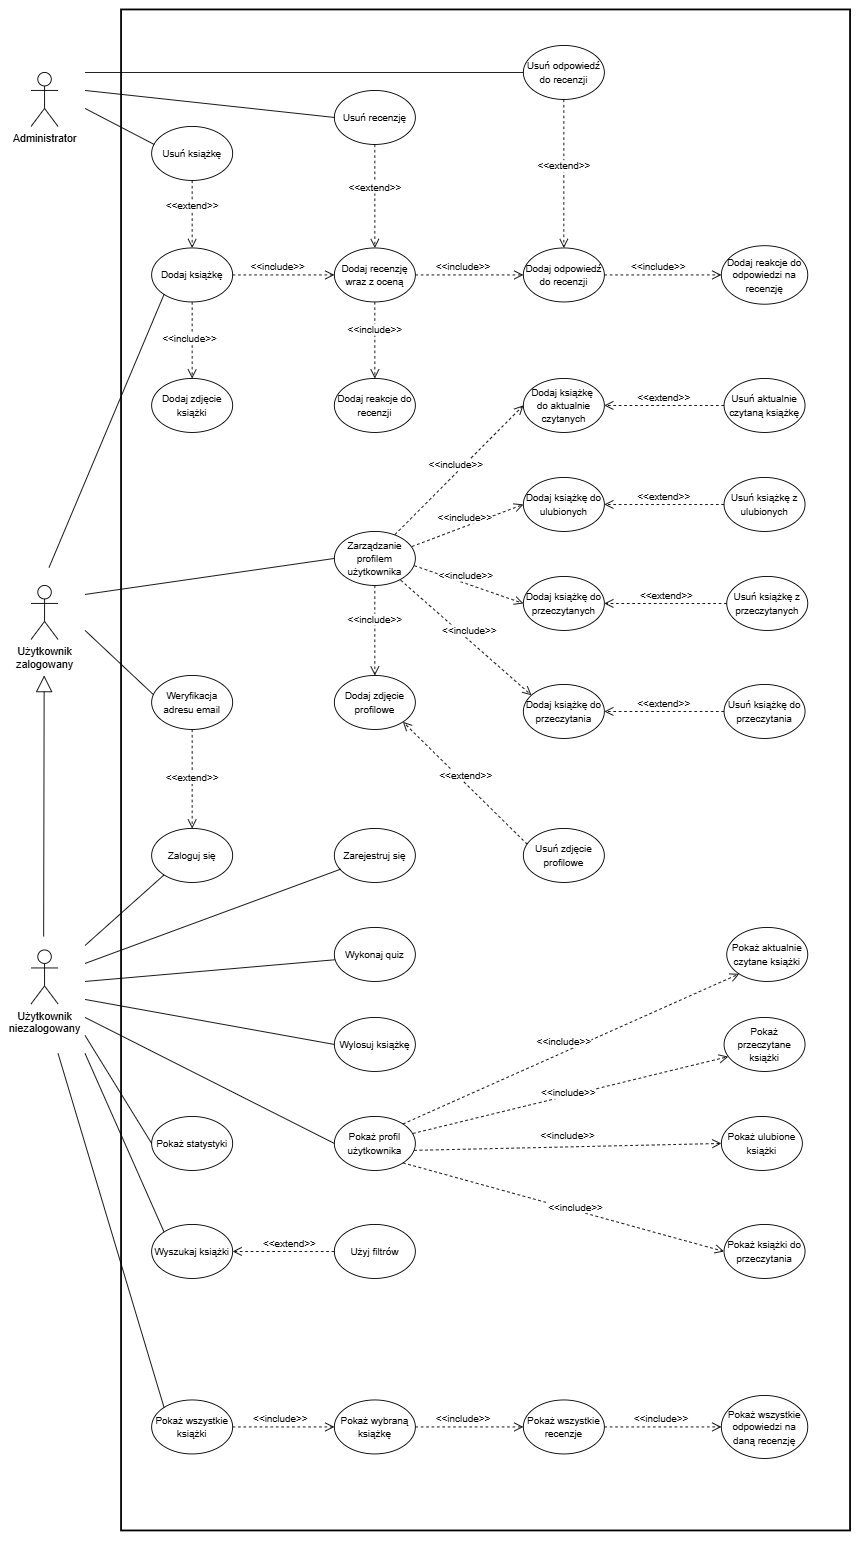 Administrator
Usuń odpowiedź
do recenzji
Usuń recenzję
Usuń książkę
<<extend>>
<<extend>>
<<extend>>
Dodaj książkę
<<include>>
Dodaj recenzję
wraz z oceną
<<include>>
Dodaj odpowiedź
do recenzji
<<include>>
Dodaj reakcje do
odpowiedzi na
recenzję
<<include>>
<<include>>
Dodaj zdjęcie
książki
Dodaj reakcje do
recenzji
Dodaj książkę
do aktualnie
czytanych
<<extend>>
Usuń aktualnie
czytaną książkę
<<include>>
Dodaj książkę do
ulubionych
<<extend>>
Usuń książkę z
ulubionych
<<include>>
Zarządzanie
profilem
użytkownika
<<include>>
Dodaj książkę do
przeczytanych
<<extend>>
Usuń książkę z
przeczytanych
<<include>>
<<include>>
Użytkownik
zalogowany
Weryfikacja
adresu email
Dodaj zdjęcie
profilowe
Dodaj książkę do
przeczytania
<<extend>>
Usuń książkę do
przeczytania
<<extend>>
<<extend>>
Zaloguj się
Zarejestruj się
Usuń zdjęcie
profilowe
Użytkownik
niezalogowany
Wykonaj quiz
Pokaż aktualnie
czytane książki
Wylosuj książkę
<<include>>
Pokaż
przeczytane
książki
<<include>>
Pokaż statystyki
Pokaż profil
użytkownika
<<include>>
Pokaż ulubione
książki
<<include>>
Wyszukaj książki
<<extend>>
Użyj filtrów
Pokaż książki do
przeczytania
Pokaż wszystkie
książki
<<include>>
Pokaż wybraną
książkę
<<include>>
Pokaż wszystkie
recenzje
<<include>>
Pokaż wszystkie
odpowiedzi na
daną recenzję